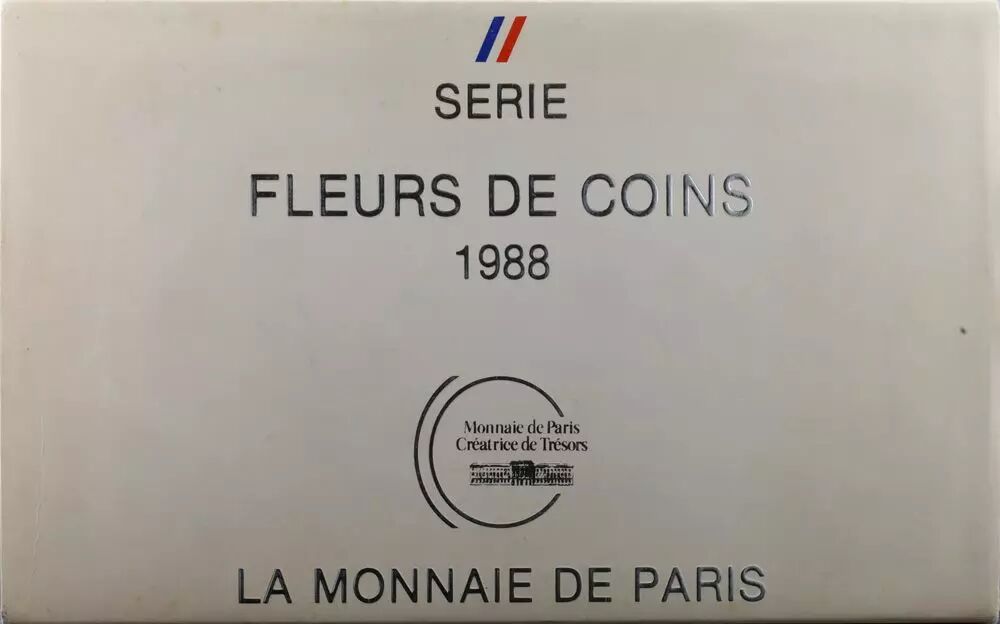 SERIE
FLEURS DE COINS
1988
Monnaie de Paris
Créatrice de Trésors
LA MONNAIE DE PARIS